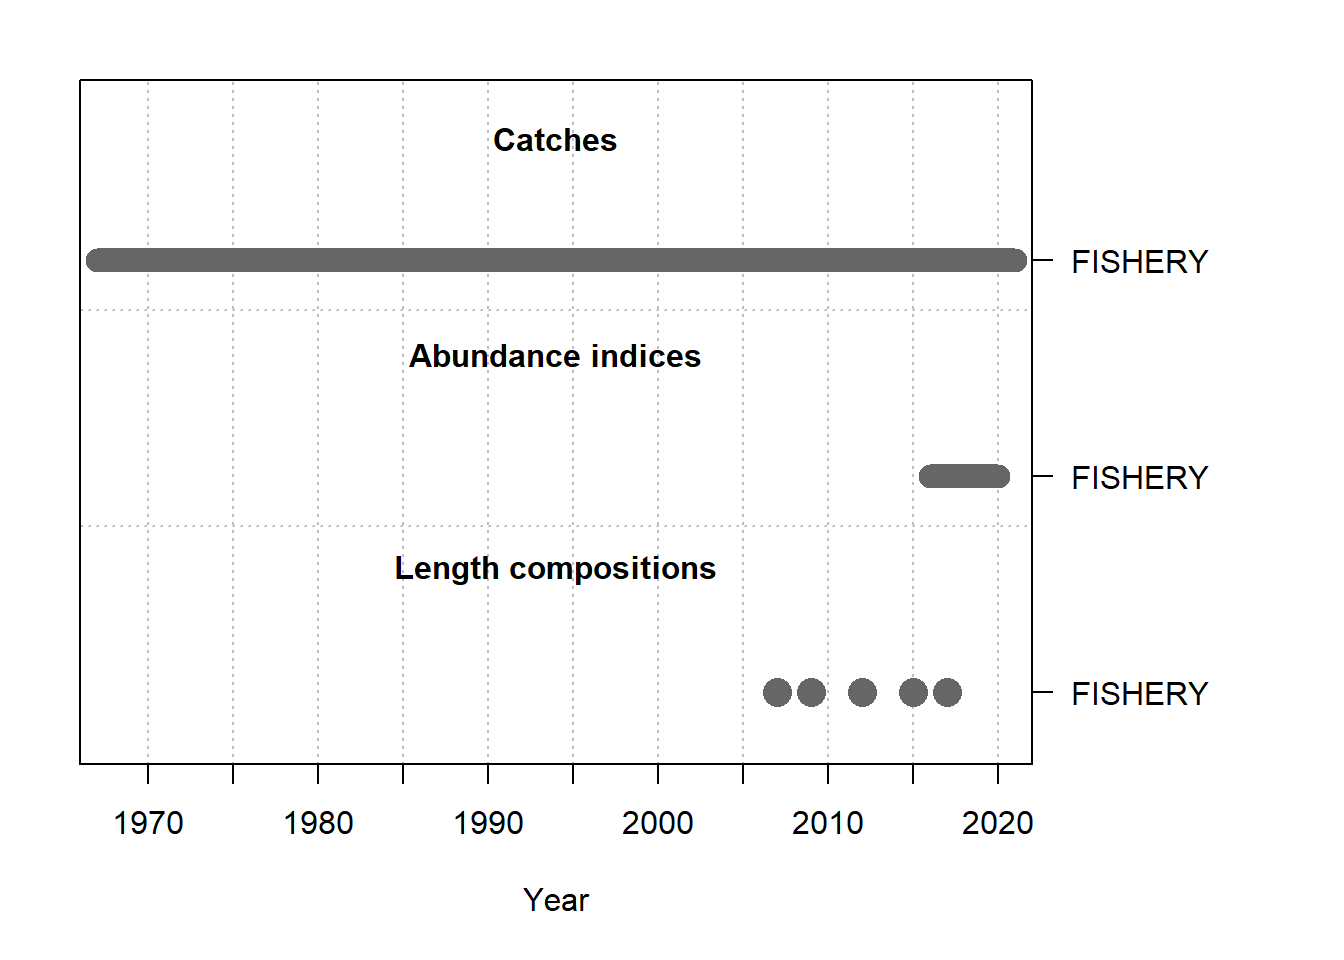 Catches
FISHERY
Abundance indices
FISHERY
Length compositions
FISHERY
1970 1980 1990 2000 2010 2020
Year